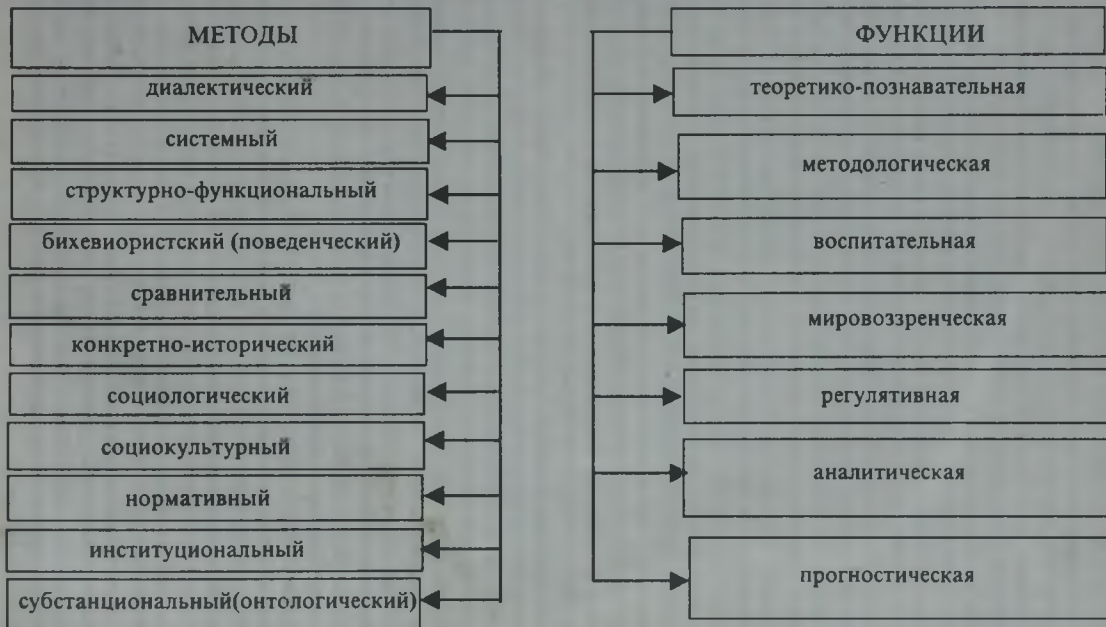 МЕТОДЫ
диалектический
системный
структурно-функциональный
бихевиористский (поведенческий)
сравнительный
конкретно-исторический
социологический
социокультурный
нормативный
институциональный
субстанциональный(онтологический)
ФУНКЦИИ
теоретико-познавательная
методологическая
воспитательная
мировоззренческая
регулятивная
аналитическая
прогностическая